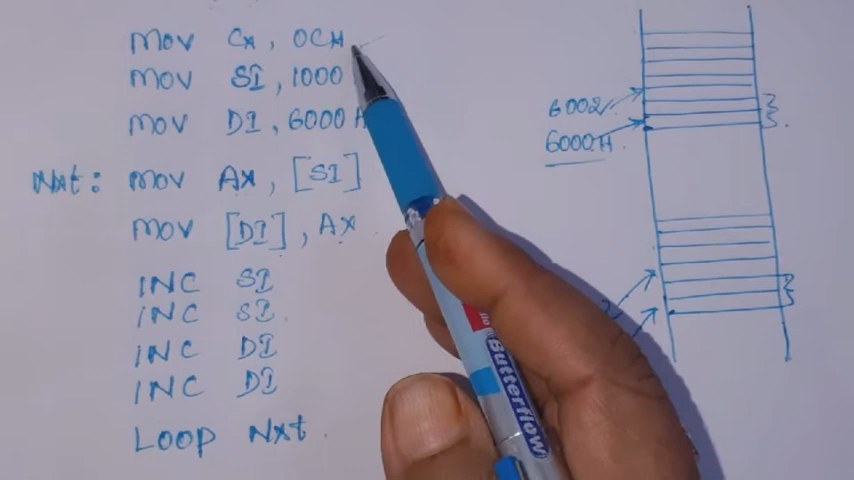 MOV CX, 0CH
MOV SI, 1000
MOV DI, 6000H
Nxt: MOV AX, [SI]
MOV [DI], AX
INC SI
INC SI
INC DI
INC DI
LOOP Nxt
6002
6000H
Butterflow